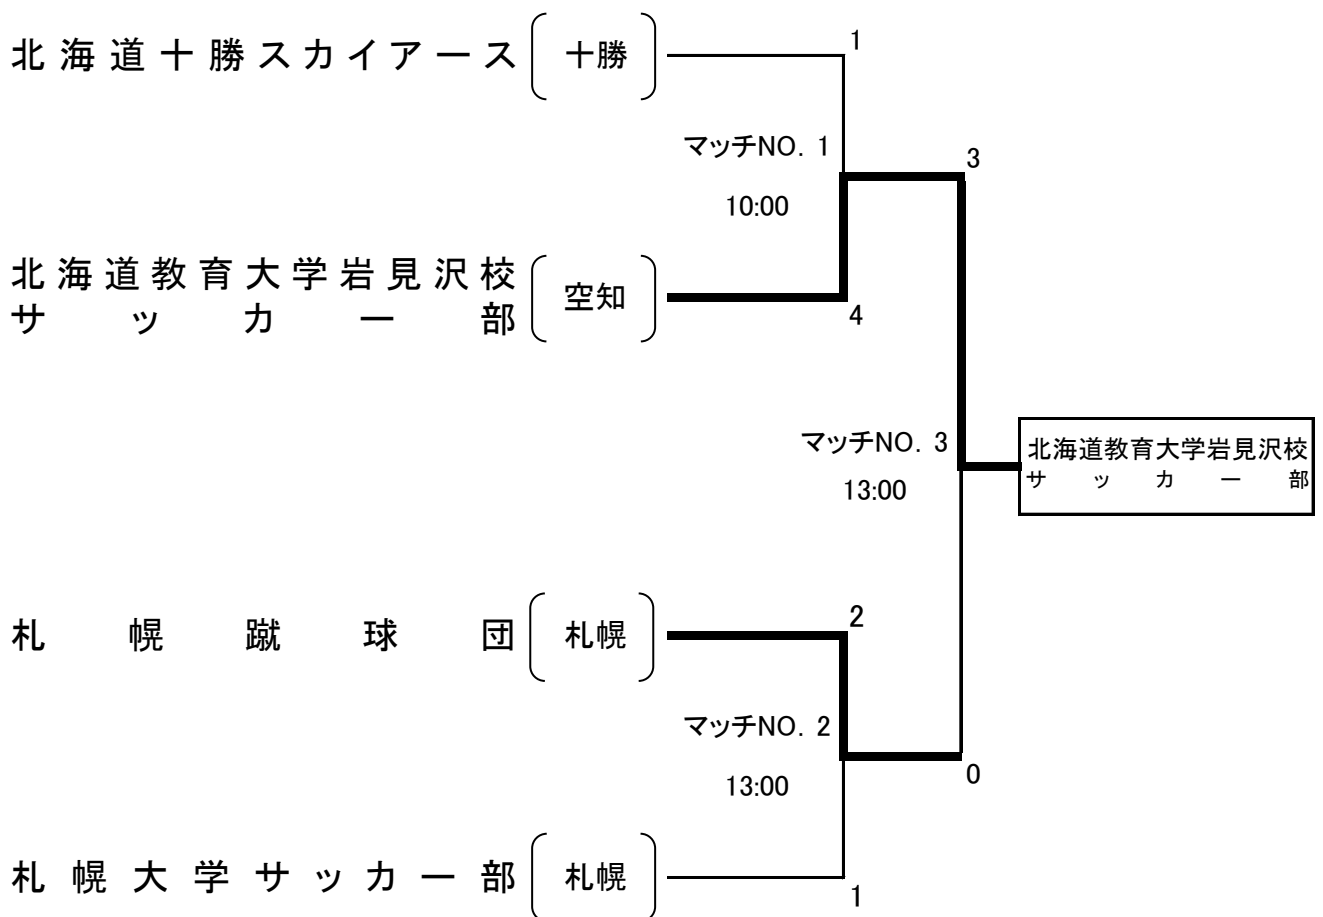 北海道十勝スカイアース 十勝
1
マッチNO. 1
3
10:00
北海道教育大学岩見沢校
サッカー部
空知
4
マッチNO. 3
13:00
北海道教育大学岩見沢校
サッカー部
札幌蹴球団 札幌
2
マッチNO. 2
13:00
0
札幌大学サッカー部 札幌
1